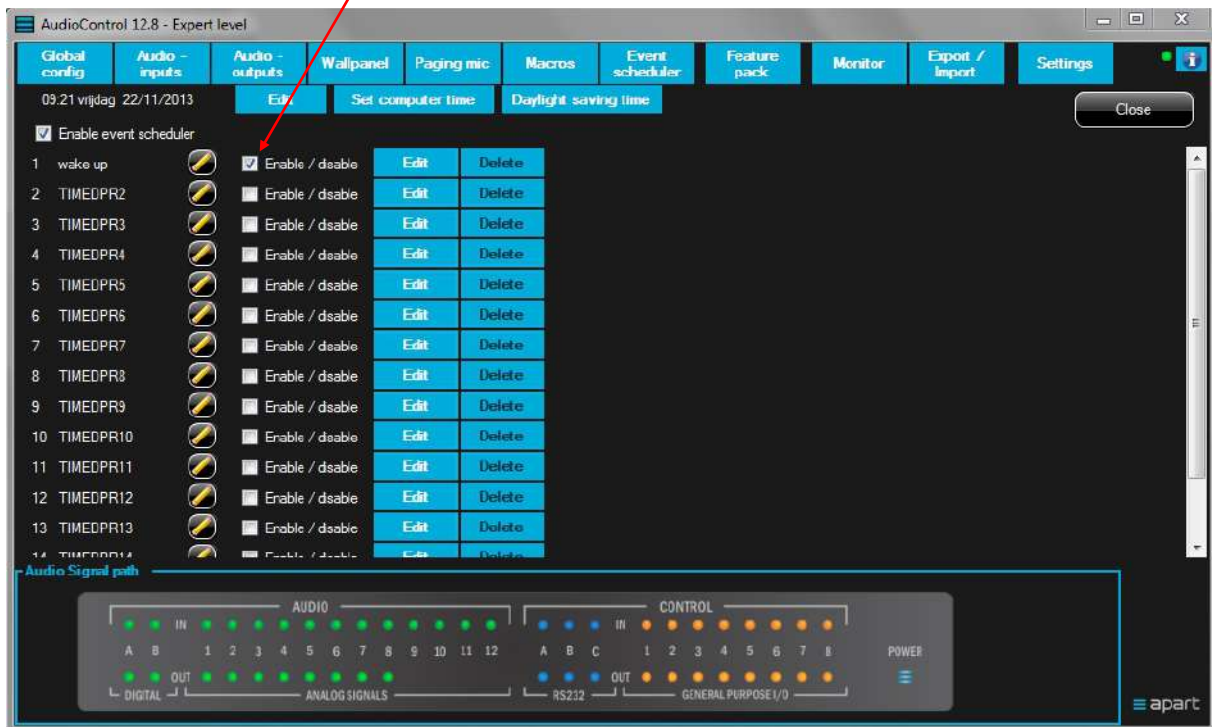 AudioControl 12.8 - Expert level
Global config
Audio - inputs
Audio - outputs
Wallpanel
Paging mic
Macros
Event scheduler
Feature pack
Monitor
Export / Import
Settings
i
09:21 vrijdag 22/11/2013
Edit
Set computer time
Daylight saving time
Close
Enable event scheduler
1 wake up Enable / disable Edit Delete
2 TIMEDPR2 Enable / disable Edit Delete
3 TIMEDPR3 Enable / disable Edit Delete
4 TIMEDPR4 Enable / disable Edit Delete
5 TIMEDPR5 Enable / disable Edit Delete
6 TIMEDPR6 Enable / disable Edit Delete
7 TIMEDPR7 Enable / disable Edit Delete
8 TIMEDPR8 Enable / disable Edit Delete
9 TIMEDPR9 Enable / disable Edit Delete
10 TIMEDPR10 Enable / disable Edit Delete
11 TIMEDPR11 Enable / disable Edit Delete
12 TIMEDPR12 Enable / disable Edit Delete
13 TIMEDPR13 Enable / disable Edit Delete
14 TIMEDPR14 Enable / disable Edit Delete
Audio Signal path
AUDIO CONTROL
IN IN
A B 1 2 3 4 5 6 7 8 9 10 11 12 A B C 1 2 3 4 5 6 7 8 POWER
OUT OUT
DIGITAL ANALOG SIGNALS RS232 GENERAL PURPOSE I/O
apart